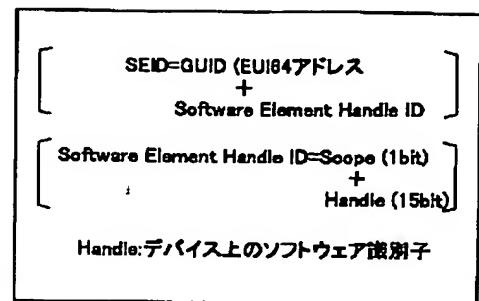 SEID=GUID (EUI64アドレス
+
Software Element Handle ID
Software Element Handle ID=Scope (1bit)
+
Handle (15bit)
Handle:デバイス上のソフトウェア識別子